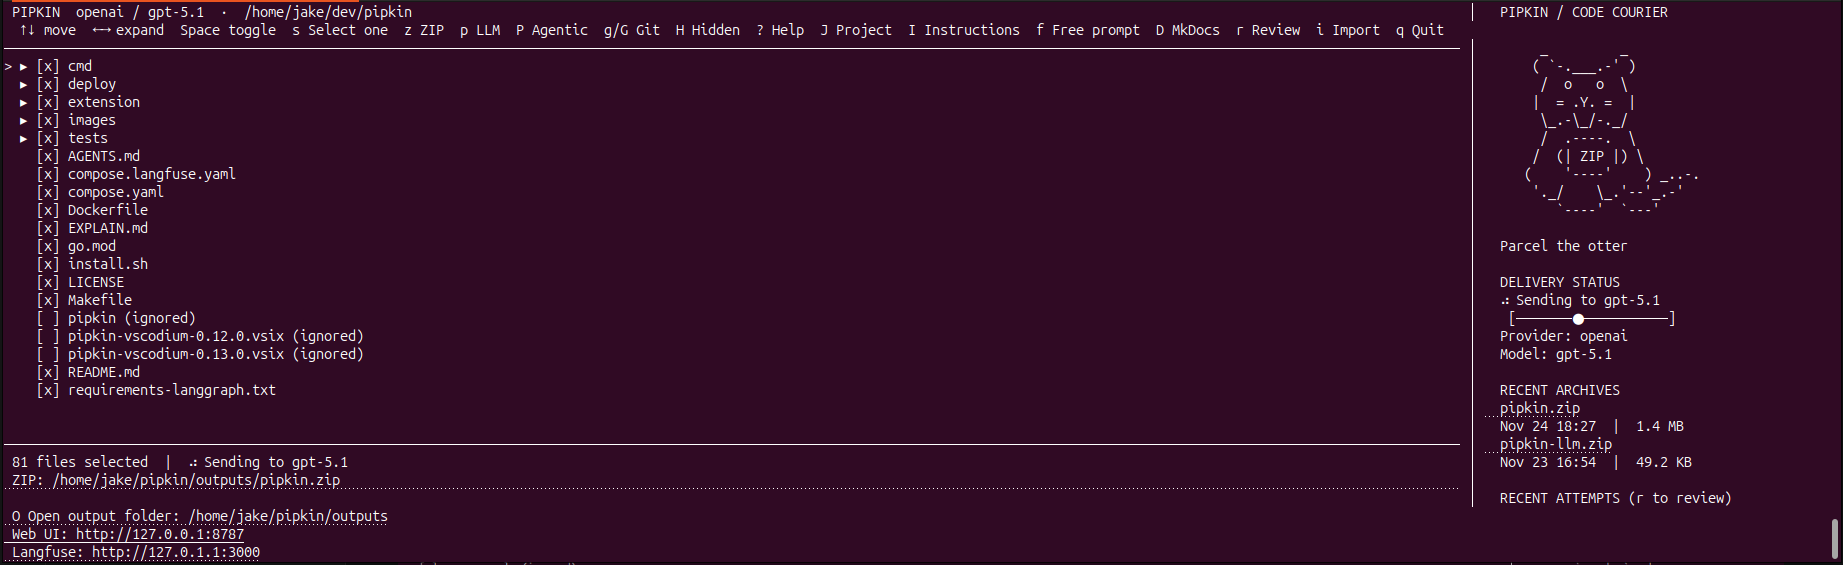 PIPKIN  openai / gpt-5.1  ·  /home/jake/dev/pipkin
↑↓ move  ←→ expand  Space toggle  s Select one  z ZIP  p LLM  P Agentic  g/G Git  H Hidden  ? Help  J Project  I Instructions  f Free prompt  D MkDocs  r Review  i Import  q Quit
> ▸ [x] cmd
▸ [x] deploy
▸ [x] extension
▸ [x] images
▸ [x] tests
[x] AGENTS.md
[x] compose.langfuse.yaml
[x] compose.yaml
[x] Dockerfile
[x] EXPLAIN.md
[x] go.mod
[x] install.sh
[x] LICENSE
[x] Makefile
[ ] pipkin (ignored)
[ ] pipkin-vscodium-0.12.0.vsix (ignored)
[ ] pipkin-vscodium-0.13.0.vsix (ignored)
[x] README.md
[x] requirements-langgraph.txt
81 files selected  |  ⠴ Sending to gpt-5.1
ZIP: /home/jake/pipkin/outputs/pipkin.zip
O Open output folder: /home/jake/pipkin/outputs
Web UI: http://127.0.0.1:8787
Langfuse: http://127.0.1.1:3000
PIPKIN / CODE COURIER
ZIP
Parcel the otter
DELIVERY STATUS
⠴ Sending to gpt-5.1
[───────●──────────]
Provider: openai
Model: gpt-5.1
RECENT ARCHIVES
pipkin.zip
Nov 24 18:27  |  1.4 MB
pipkin-llm.zip
Nov 23 16:54  |  49.2 KB
RECENT ATTEMPTS (r to review)